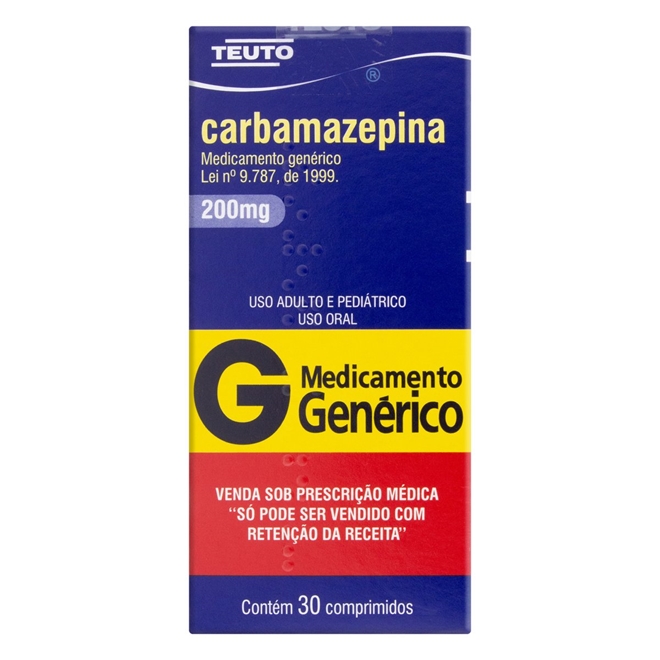 TEUTO
®
carbamazepina
Medicamento genérico
Lei nº 9.787, de 1999.
200mg
USO ADULTO E PEDIÁTRICO
USO ORAL
G Medicamento
Genérico
VENDA SOB PRESCRIÇÃO MÉDICA
“SÓ PODE SER VENDIDO COM
RETENÇÃO DA RECEITA”
Contém 30 comprimidos